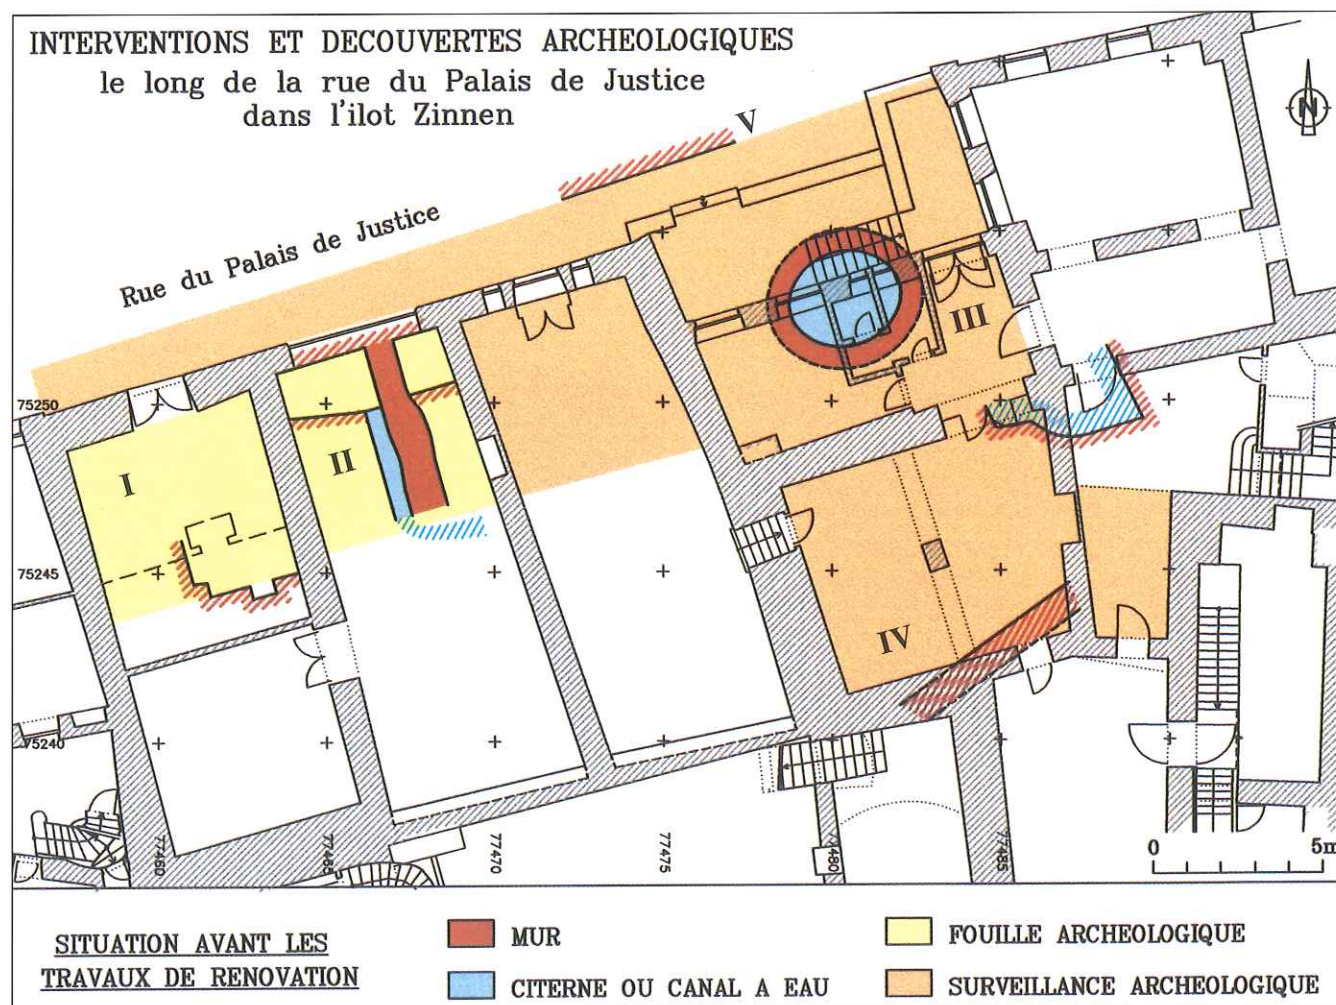 INTERVENTIONS ET DECOUVERTES ARCHEOLOGIQUES
le long de la rue du Palais de Justice
dans l'ilot Zinnen
N
V
Rue du Palais de Justice
III
75250
I
II
75245
IV
75240
77460
77465
77470
77475
77480
77485
0 5m
SITUATION AVANT LES
TRAVAUX DE RENOVATION
MUR
CITERNE OU CANAL A EAU
FOUILLE ARCHEOLOGIQUE
SURVEILLANCE ARCHEOLOGIQUE